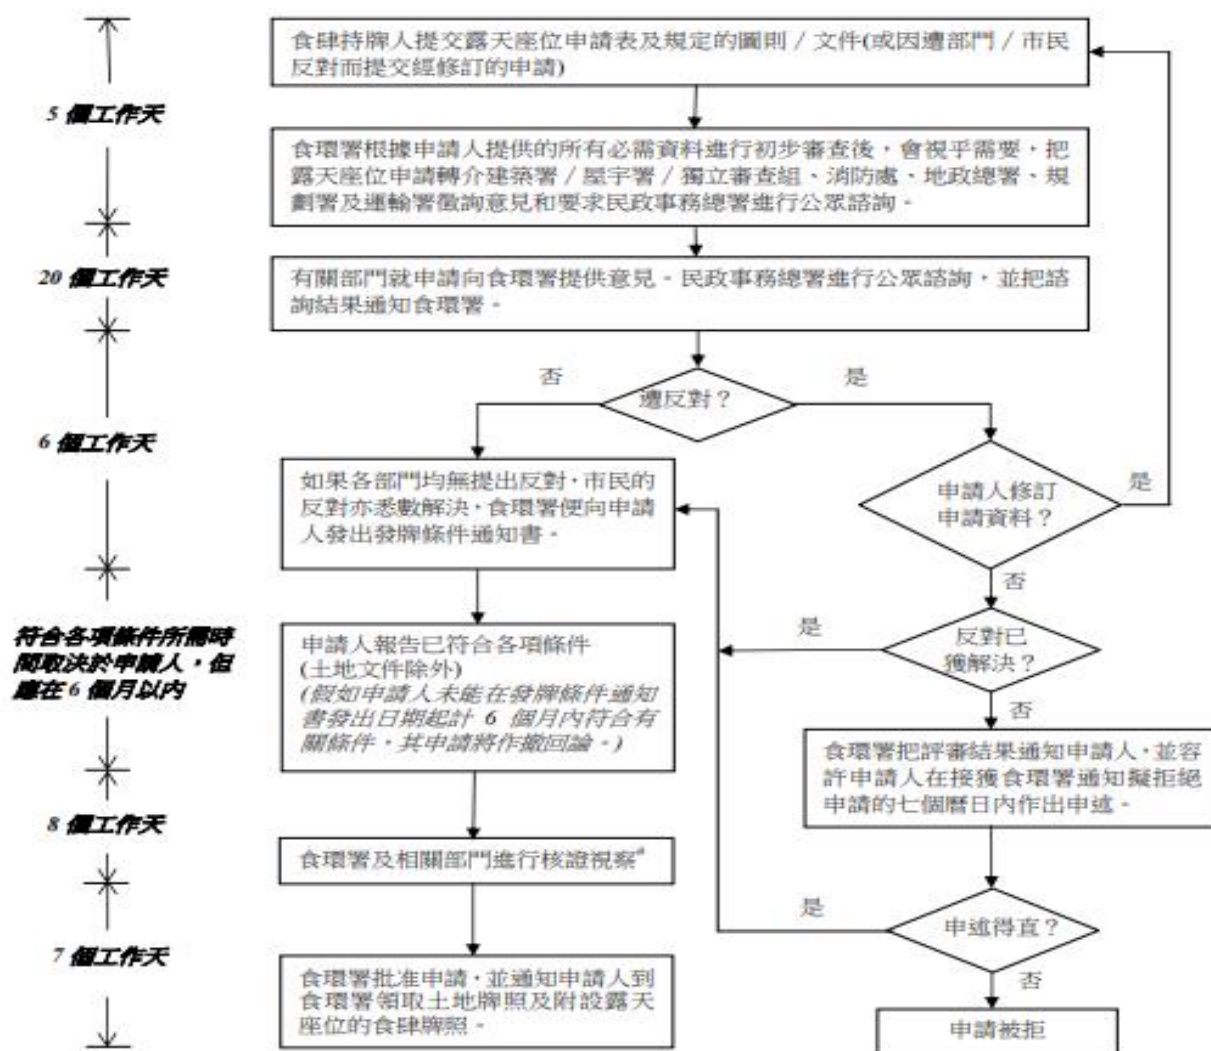 食肆持牌人提交露天座位申請表及規定的圖則／文件(或因遭部門／市民
反對而提交經修訂的申請)
5 個工作天
食環署根據申請人提供的所有必需資料進行初步審查後，會視乎需要，把
露天座位申請轉介建築署／屋宇署／獨立審查組、消防處、地政總署、規
劃署及運輸署徵詢意見和要求民政事務總署進行公眾諮詢。
20 個工作天
有關部門就申請向食環署提供意見。民政事務總署進行公眾諮詢，並把諮
詢結果通知食環署。
否
是
遭反對？
6 個工作天
如果各部門均無提出反對，市民的
反對亦悉數解決，食環署便向申請
人發出發牌條件通知書。
申請人修訂
申請資料？
是
否
符合各項條件所需時
間取決於申請人，但
應在 6 個月以內
申請人報告已符合各項條件
(土地文件除外)
(假如申請人未能在發牌條件通知
書發出日期起計 6 個月內符合有
關條件，其申請將作撤回論。)
是
反對已
獲解決？
否
食環署把評審結果通知申請人，並容
許申請人在接獲食環署通知擬拒絕
申請的七個曆日內作出申述。
8 個工作天
食環署及相關部門進行核證視察#
是
申述得直？
否
7 個工作天
食環署批准申請，並通知申請人到
食環署領取土地牌照及附設露天
座位的食肆牌照。
申請被拒